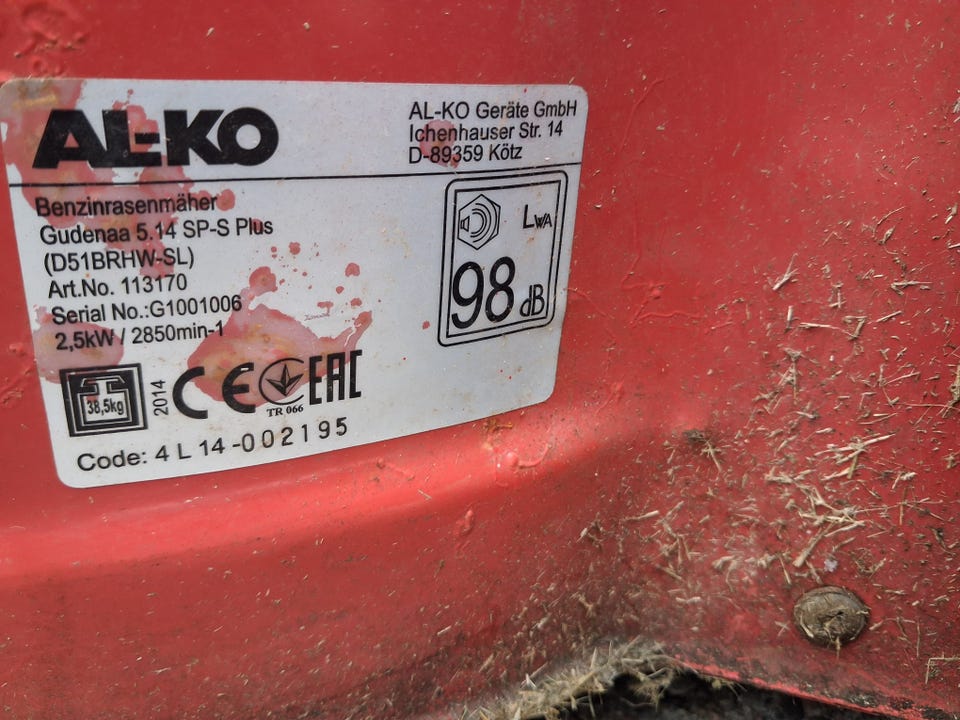 AL-KO
AL-KO Geräte GmbH
Ichenhauser Str. 14
D-89359 Kötz
Benzinrasenmäher
Gudenaa 5.14 SP-S Plus
(D51BRHW-SL)
Art.No. 113170
Serial No.:G1001006
2,5kW / 2850min-1
LWA
98 dB
38,5kg
2014
CE
TR 066
EAC
Code: 4 L 14-002195